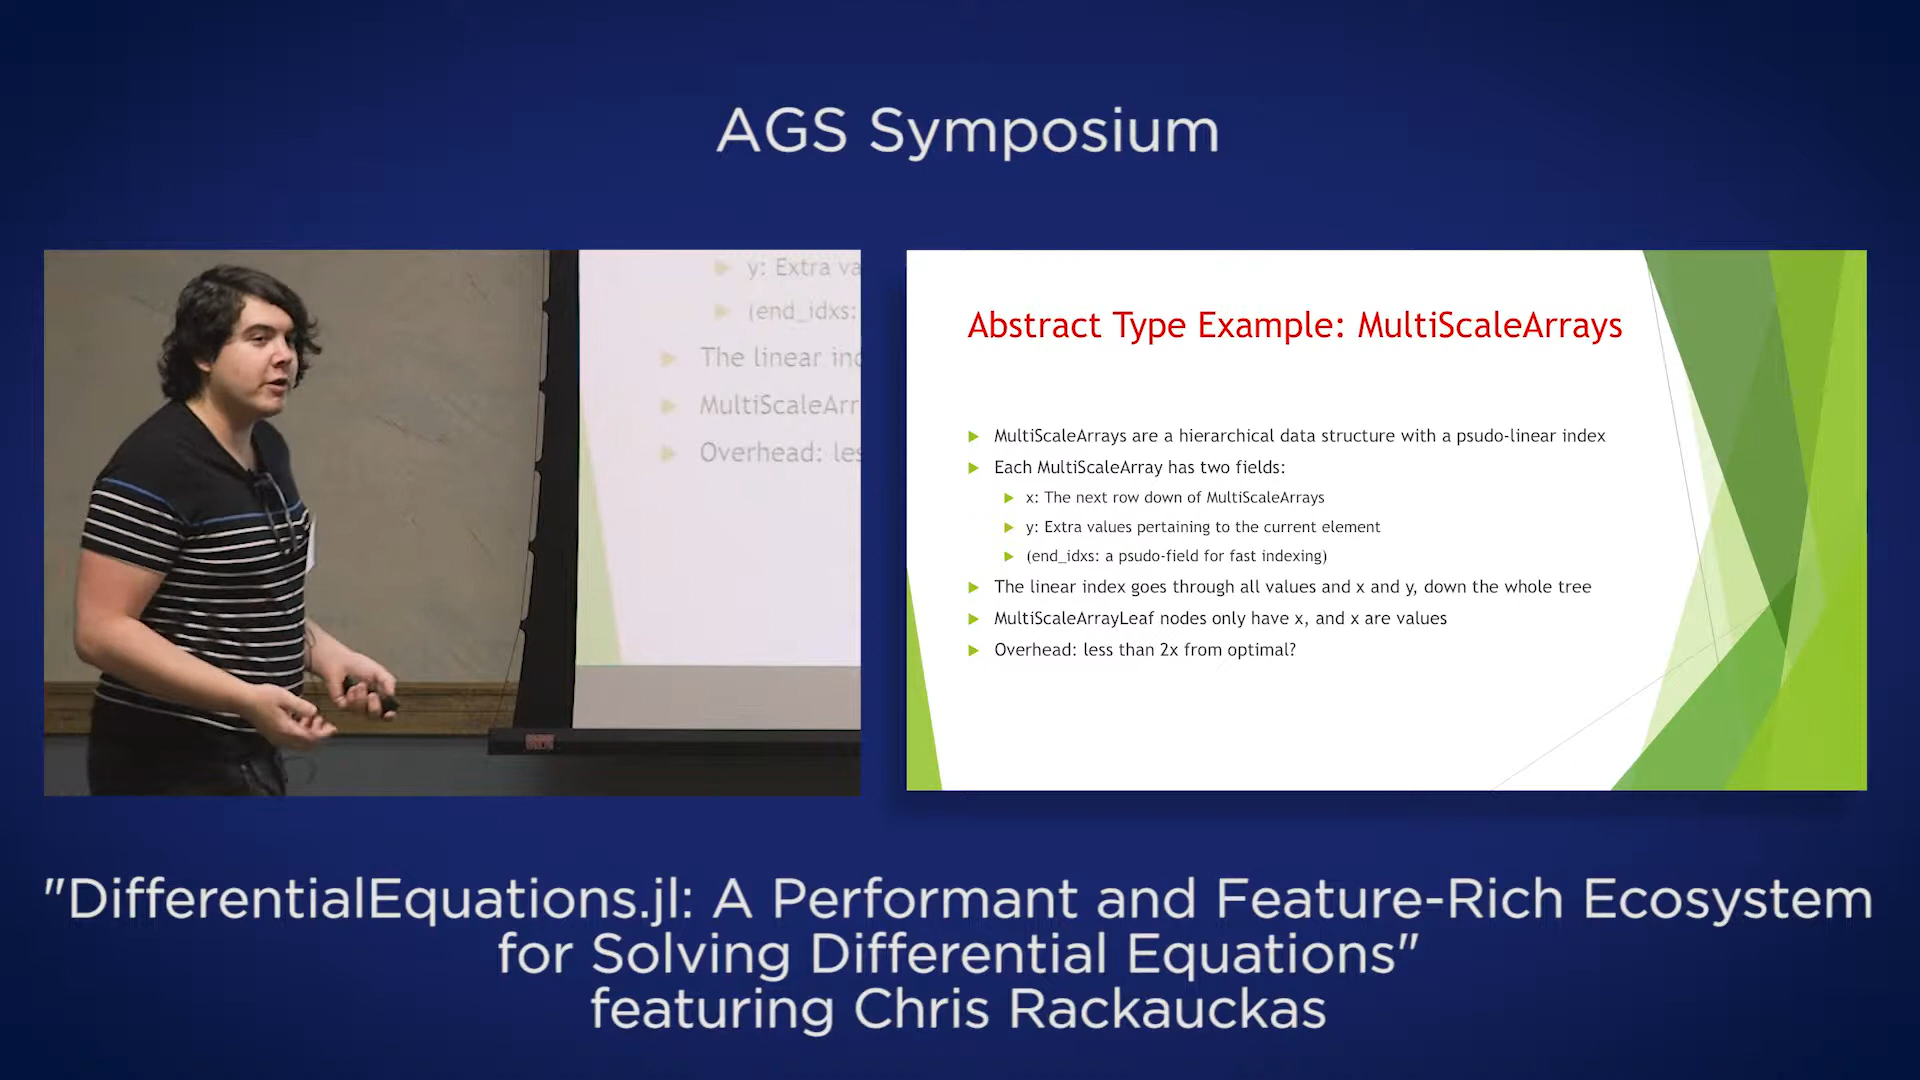 AGS Symposium
y: Extra va
(end_idxs:
The linear inc
MultiScaleArr
Overhead: les
Abstract Type Example: MultiScaleArrays
MultiScaleArrays are a hierarchical data structure with a psudo-linear index
Each MultiScaleArray has two fields:
x: The next row down of MultiScaleArrays
y: Extra values pertaining to the current element
(end_idxs: a psudo-field for fast indexing)
The linear index goes through all values and x and y, down the whole tree
MultiScaleArrayLeaf nodes only have x, and x are values
Overhead: less than 2x from optimal?
"DifferentialEquations.jl: A Performant and Feature-Rich Ecosystem
for Solving Differential Equations"
featuring Chris Rackauckas